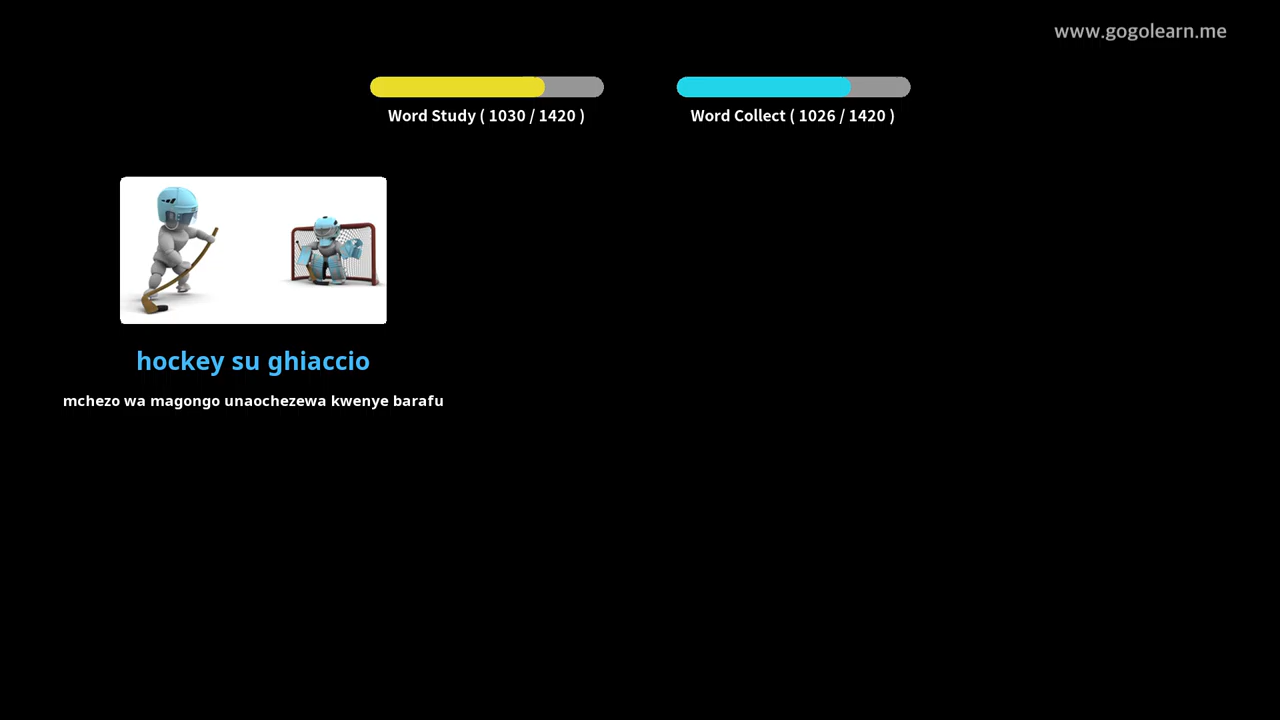 www.gogolearn.me
Word Study ( 1030 / 1420 )
Word Collect ( 1026 / 1420 )
hockey su ghiaccio
mchezo wa magongo unaochezewa kwenye barafu